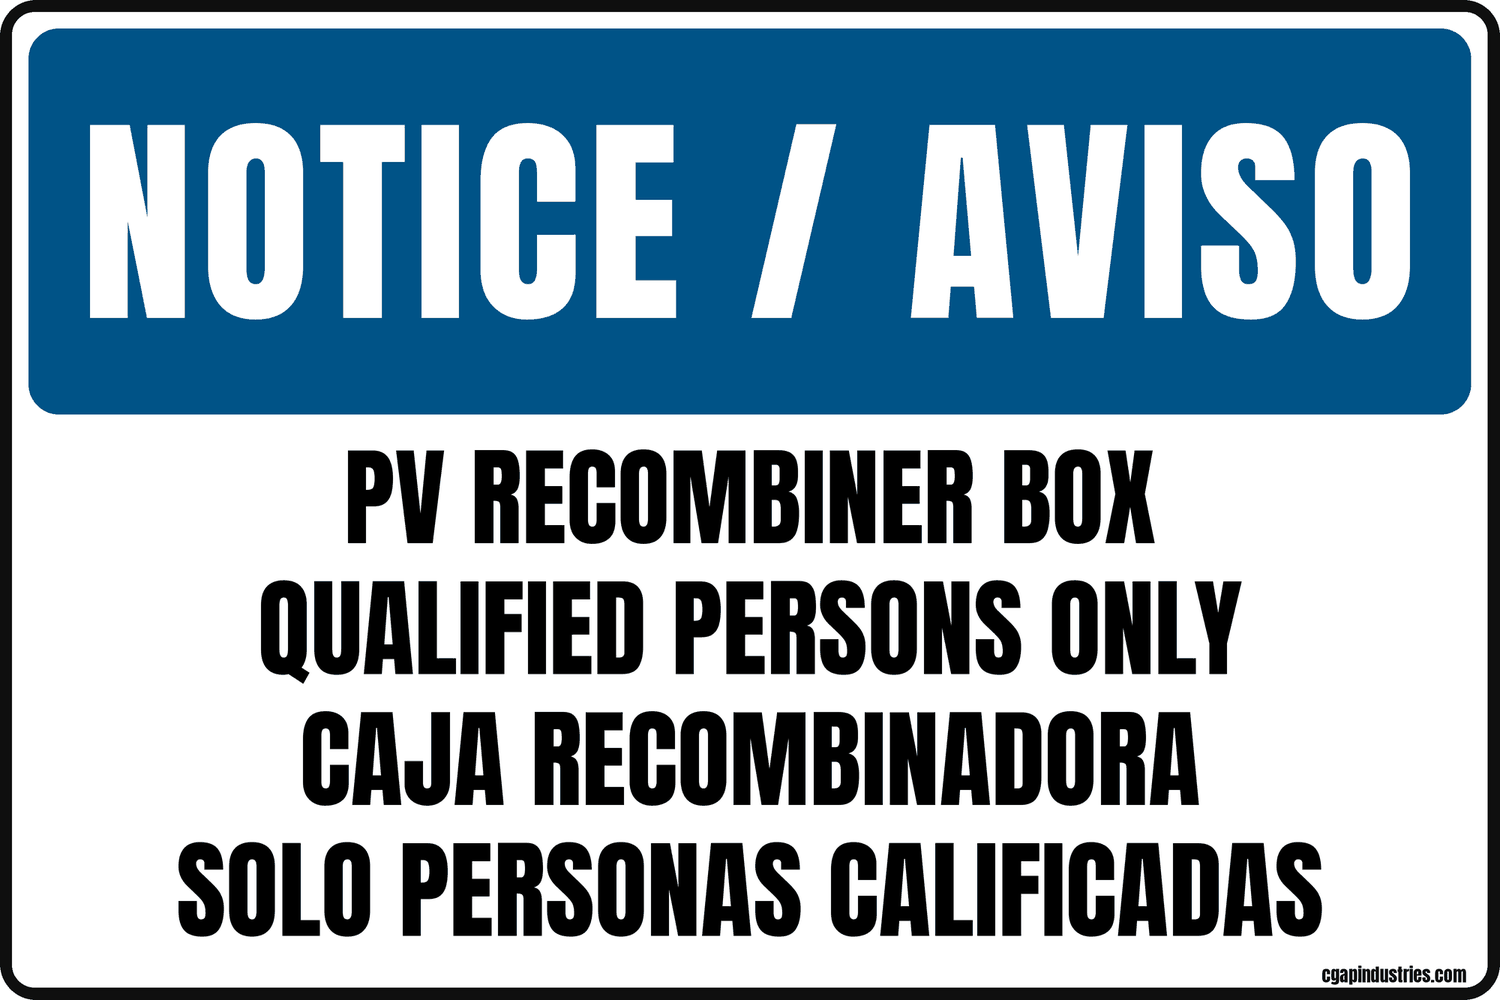 NOTICE / AVISO
PV RECOMBINER BOX
QUALIFIED PERSONS ONLY
CAJA RECOMBINADORA
SOLO PERSONAS CALIFICADAS
cgapindustries.com